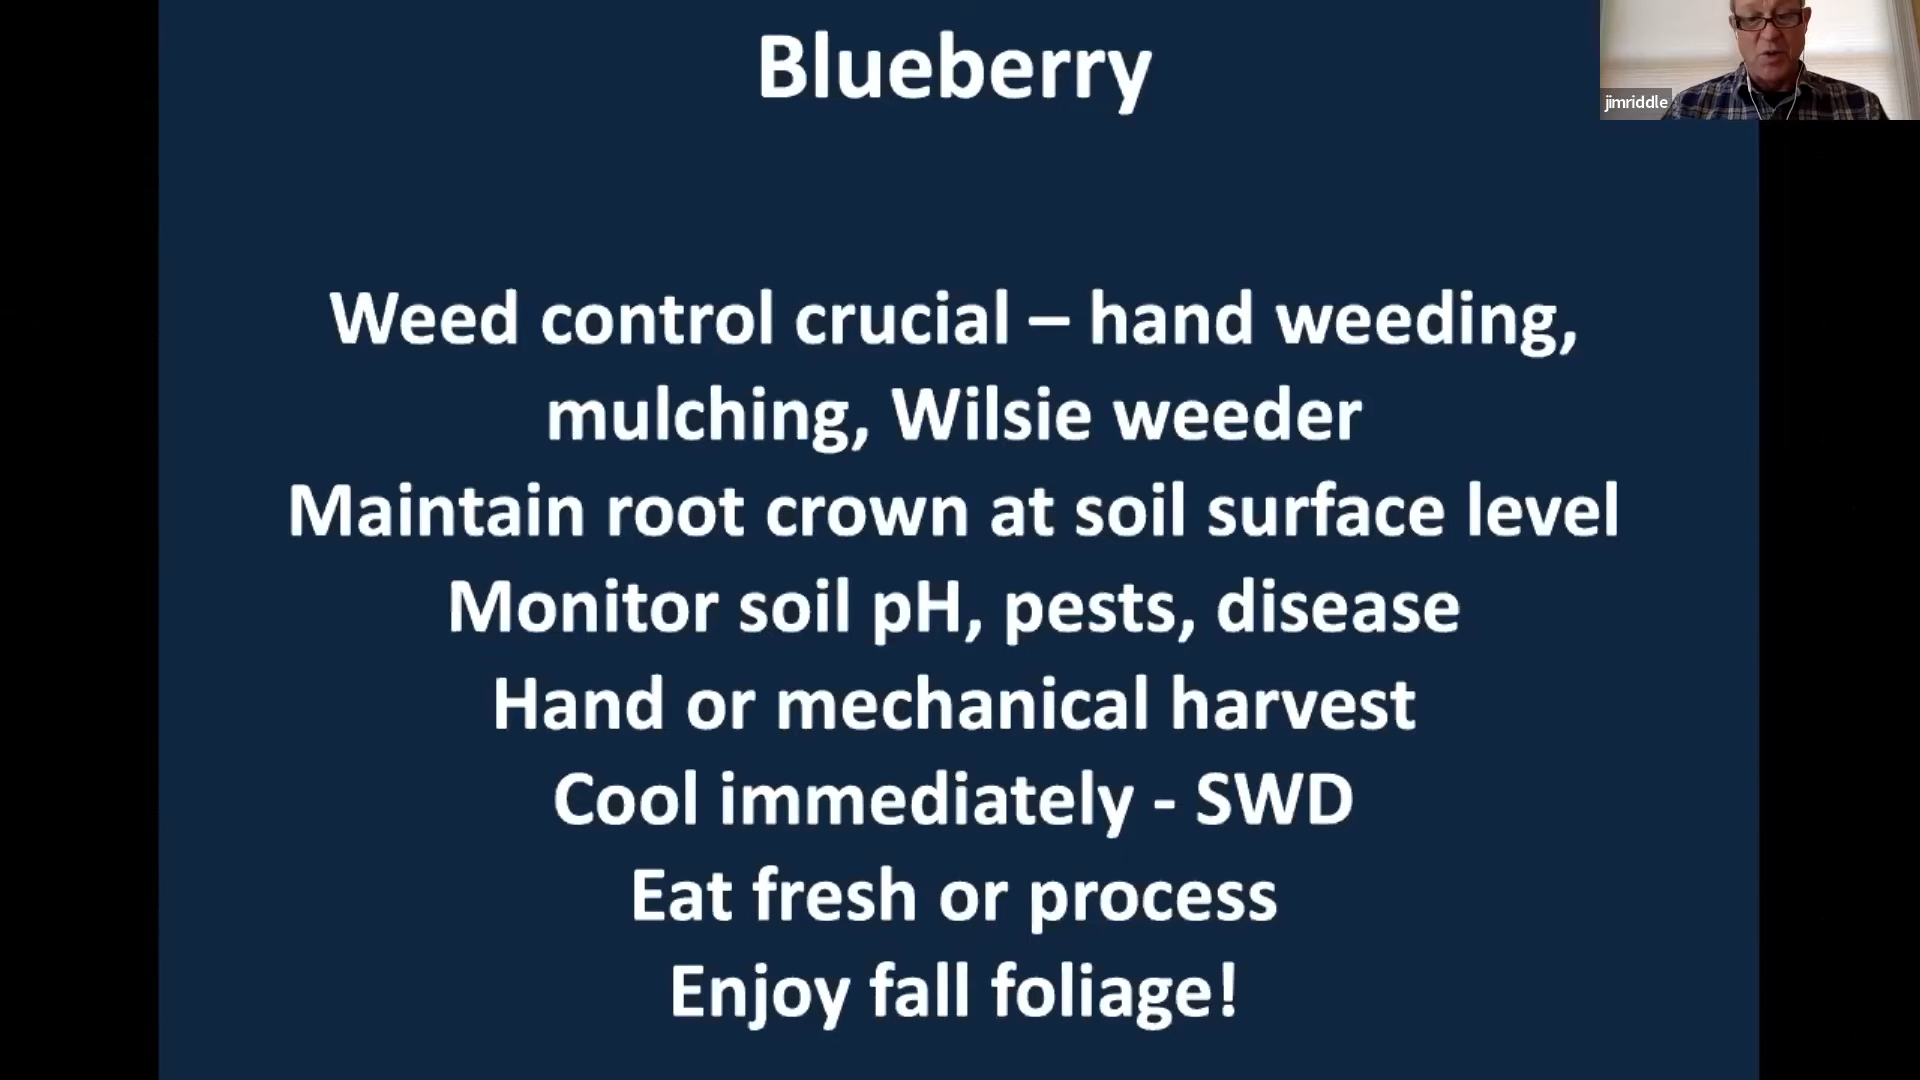 Blueberry
jimriddle
Weed control crucial – hand weeding,
mulching, Wilsie weeder
Maintain root crown at soil surface level
Monitor soil pH, pests, disease
Hand or mechanical harvest
Cool immediately - SWD
Eat fresh or process
Enjoy fall foliage!